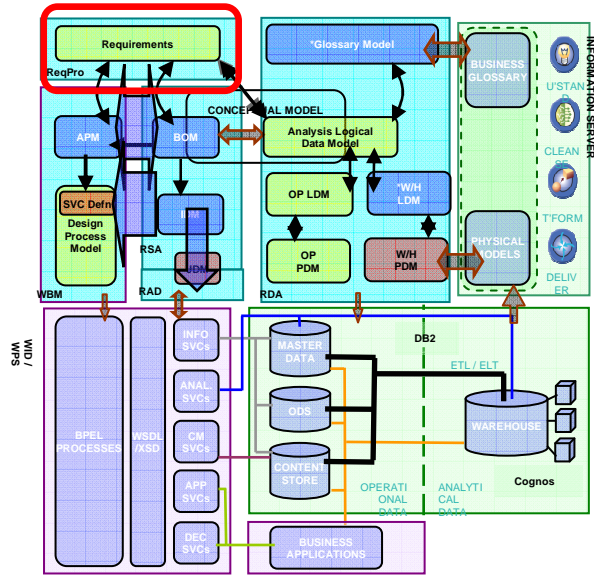 Requirements
ReqPro
*Glossary Model
BUSINESS
GLOSSARY
INFORMATION SERVER
U'STAN
D
CLEAN
SE
T'FORM
DELIV
ER
CONCEPTUAL MODEL
APM
BOM
Analysis Logical
Data Model
SVC Defn
Design
Process
Model
RSA
OP LDM
*W/H
LDM
PHYSICAL
MODELS
OP
PDM
W/H
PDM
WBM
RAD
RDA
WID /
WPS
BPEL
PROCESSES
WSDL
/XSD
INFO
SVCS
ANAL.
SVCS
CM
SVCS
APP
SVCs
DEC
SVCs
MASTER
DATA
ODS
CONTENT
STORE
DB2
ETL / ELT
WAREHOUSE
Cognos
OPERATI
ONAL
DATA
ANALYTI
CAL
DATA
BUSINESS
APPLICATIONS